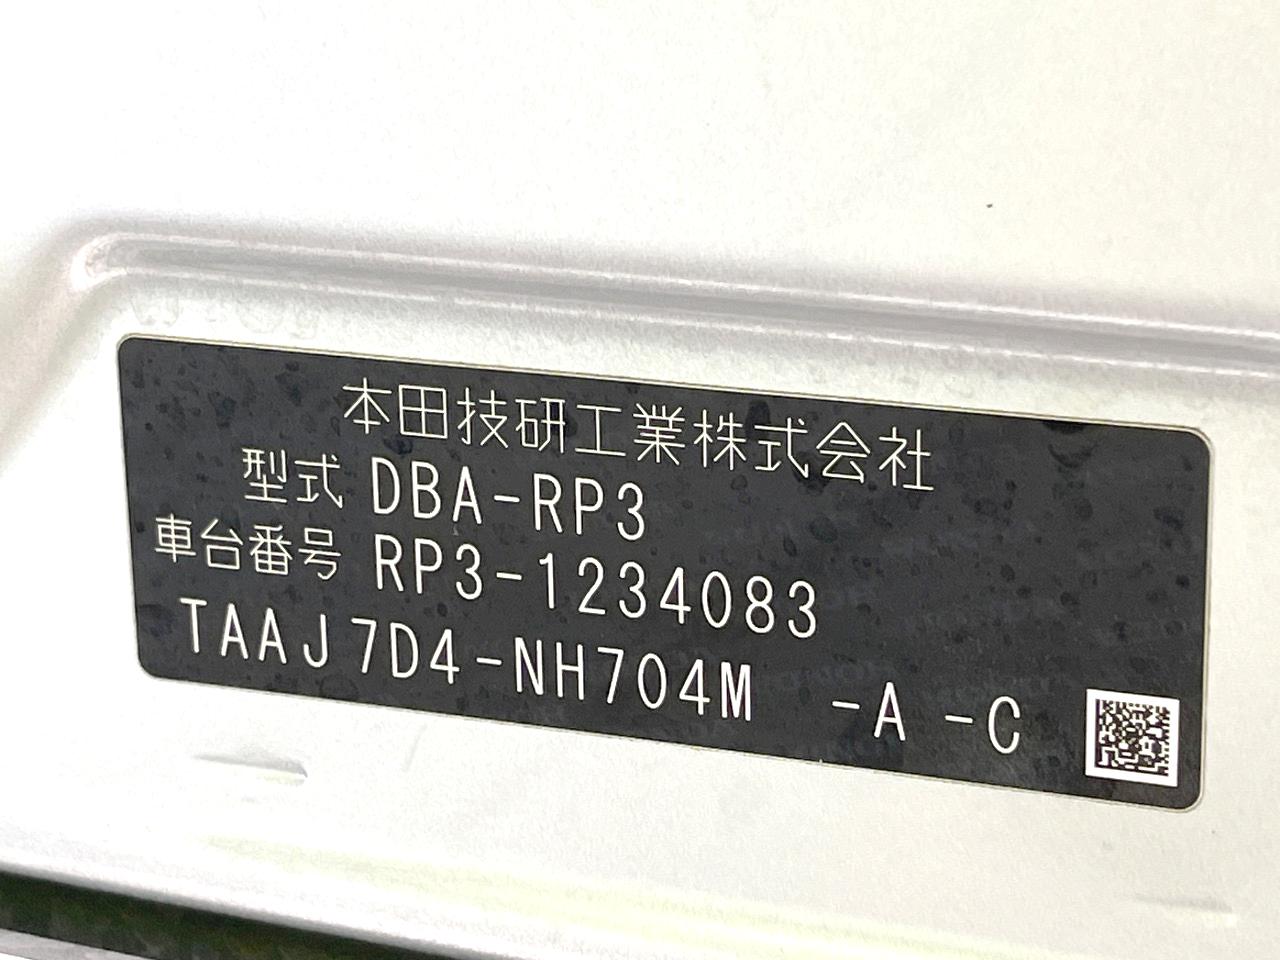 本田技研工業株式会社
型式 DBA-RP3
車台番号 RP3-1234083
TAAJ7D4-NH704M -A -C